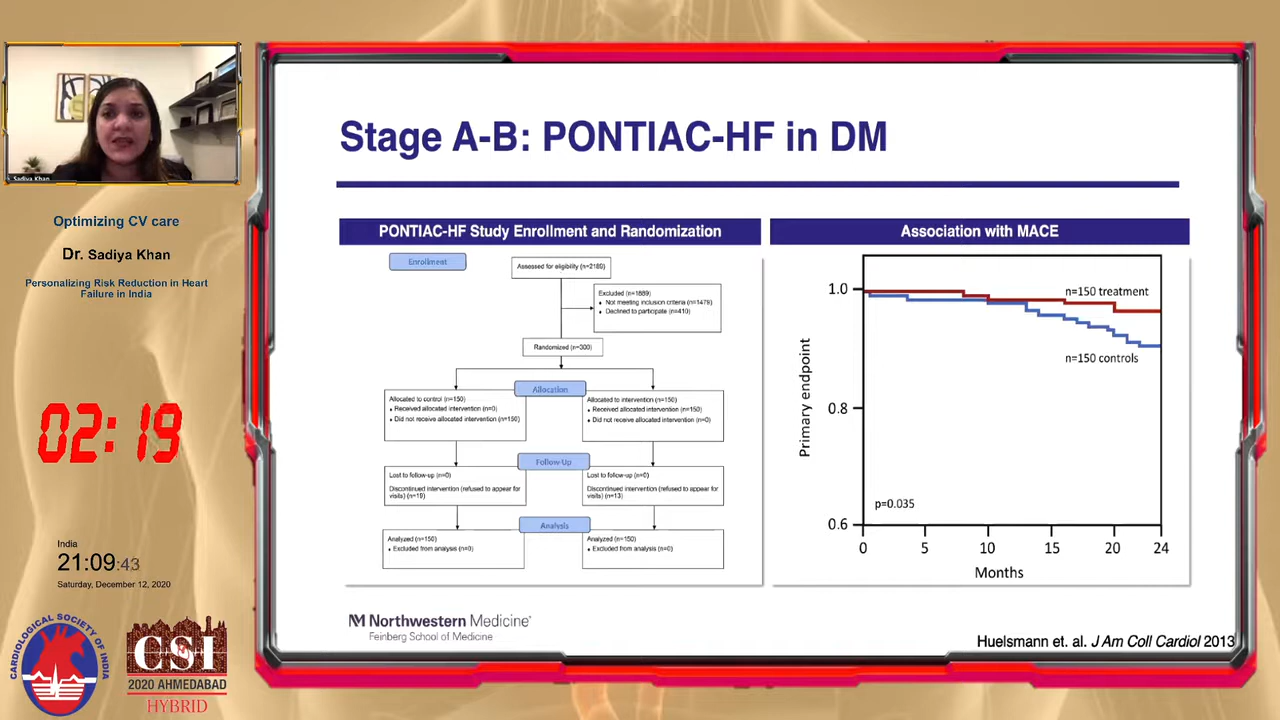 Sadiya Khan
Optimizing CV care
Dr. Sadiya Khan
Personalizing Risk Reduction in Heart
Failure in India
02:19
India
21:09:43
Saturday, December 12, 2020
CARDIOLOGICAL SOCIETY OF INDIA
CSI
2020 AHMEDABAD
HYBRID
Stage A-B: PONTIAC-HF in DM
PONTIAC-HF Study Enrollment and Randomization
Enrollment
Assessed for eligibility (n=2189)
Excluded (n=1889)
♦ Not meeting inclusion criteria (n=1479)
♦ Declined to participate (n=410)
Randomized (n=300)
Allocation
Allocated to control (n=150)
♦ Received allocated intervention (n=0)
♦ Did not receive allocated intervention (n=150)
Allocated to intervention (n=150)
♦ Received allocated intervention (n=150)
♦ Did not receive allocated intervention (n=0)
Follow-Up
Lost to follow-up (n=0)
Discontinued intervention (refused to appear for
visits) (n=19)
Lost to follow-up (n=0)
Discontinued intervention (refused to appear for
visits) (n=13)
Analysis
Analyzed (n=150)
♦ Excluded from analysis (n=0)
Analyzed (n=150)
♦ Excluded from analysis (n=0)
Association with MACE
1.0
0.8
0.6
Primary endpoint
n=150 treatment
n=150 controls
p=0.035
0 5 10 15 20 24
Months
Northwestern Medicine
Feinberg School of Medicine
Huelsmann et. al. J Am Coll Cardiol 2013